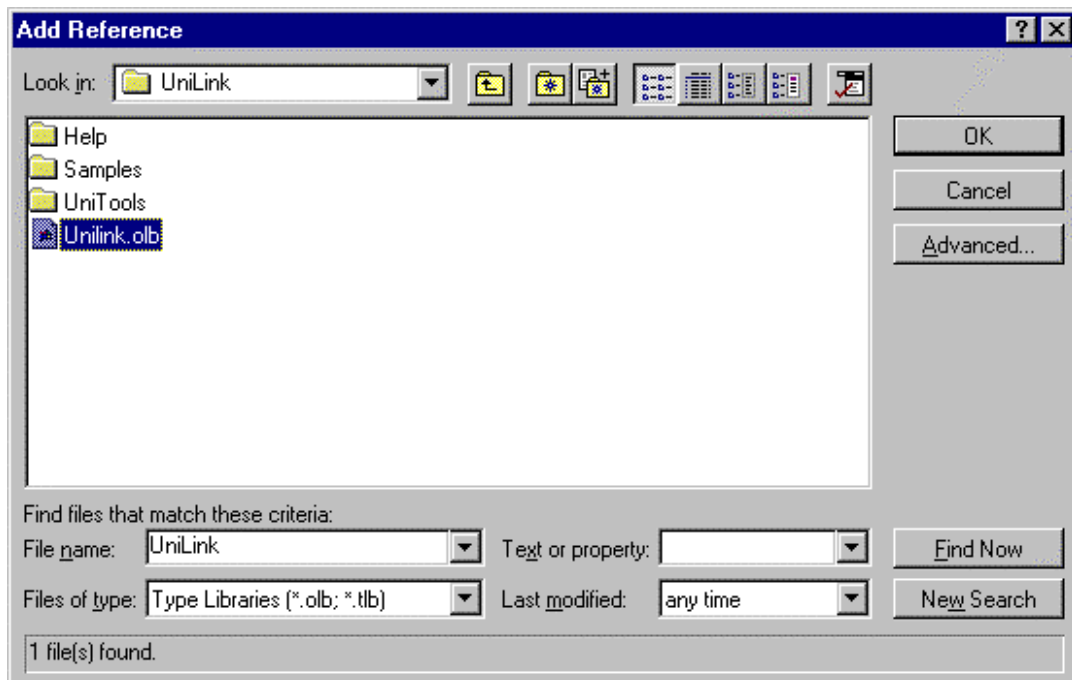 Add Reference
Look in: UniLink
Help
Samples
UniTools
Unilink.olb
OK
Cancel
Advanced...
Find files that match these criteria:
File name: UniLink Text or property: Find Now
Files of type: Type Libraries (*.olb; *.tlb) Last modified: any time New Search
1 file(s) found.